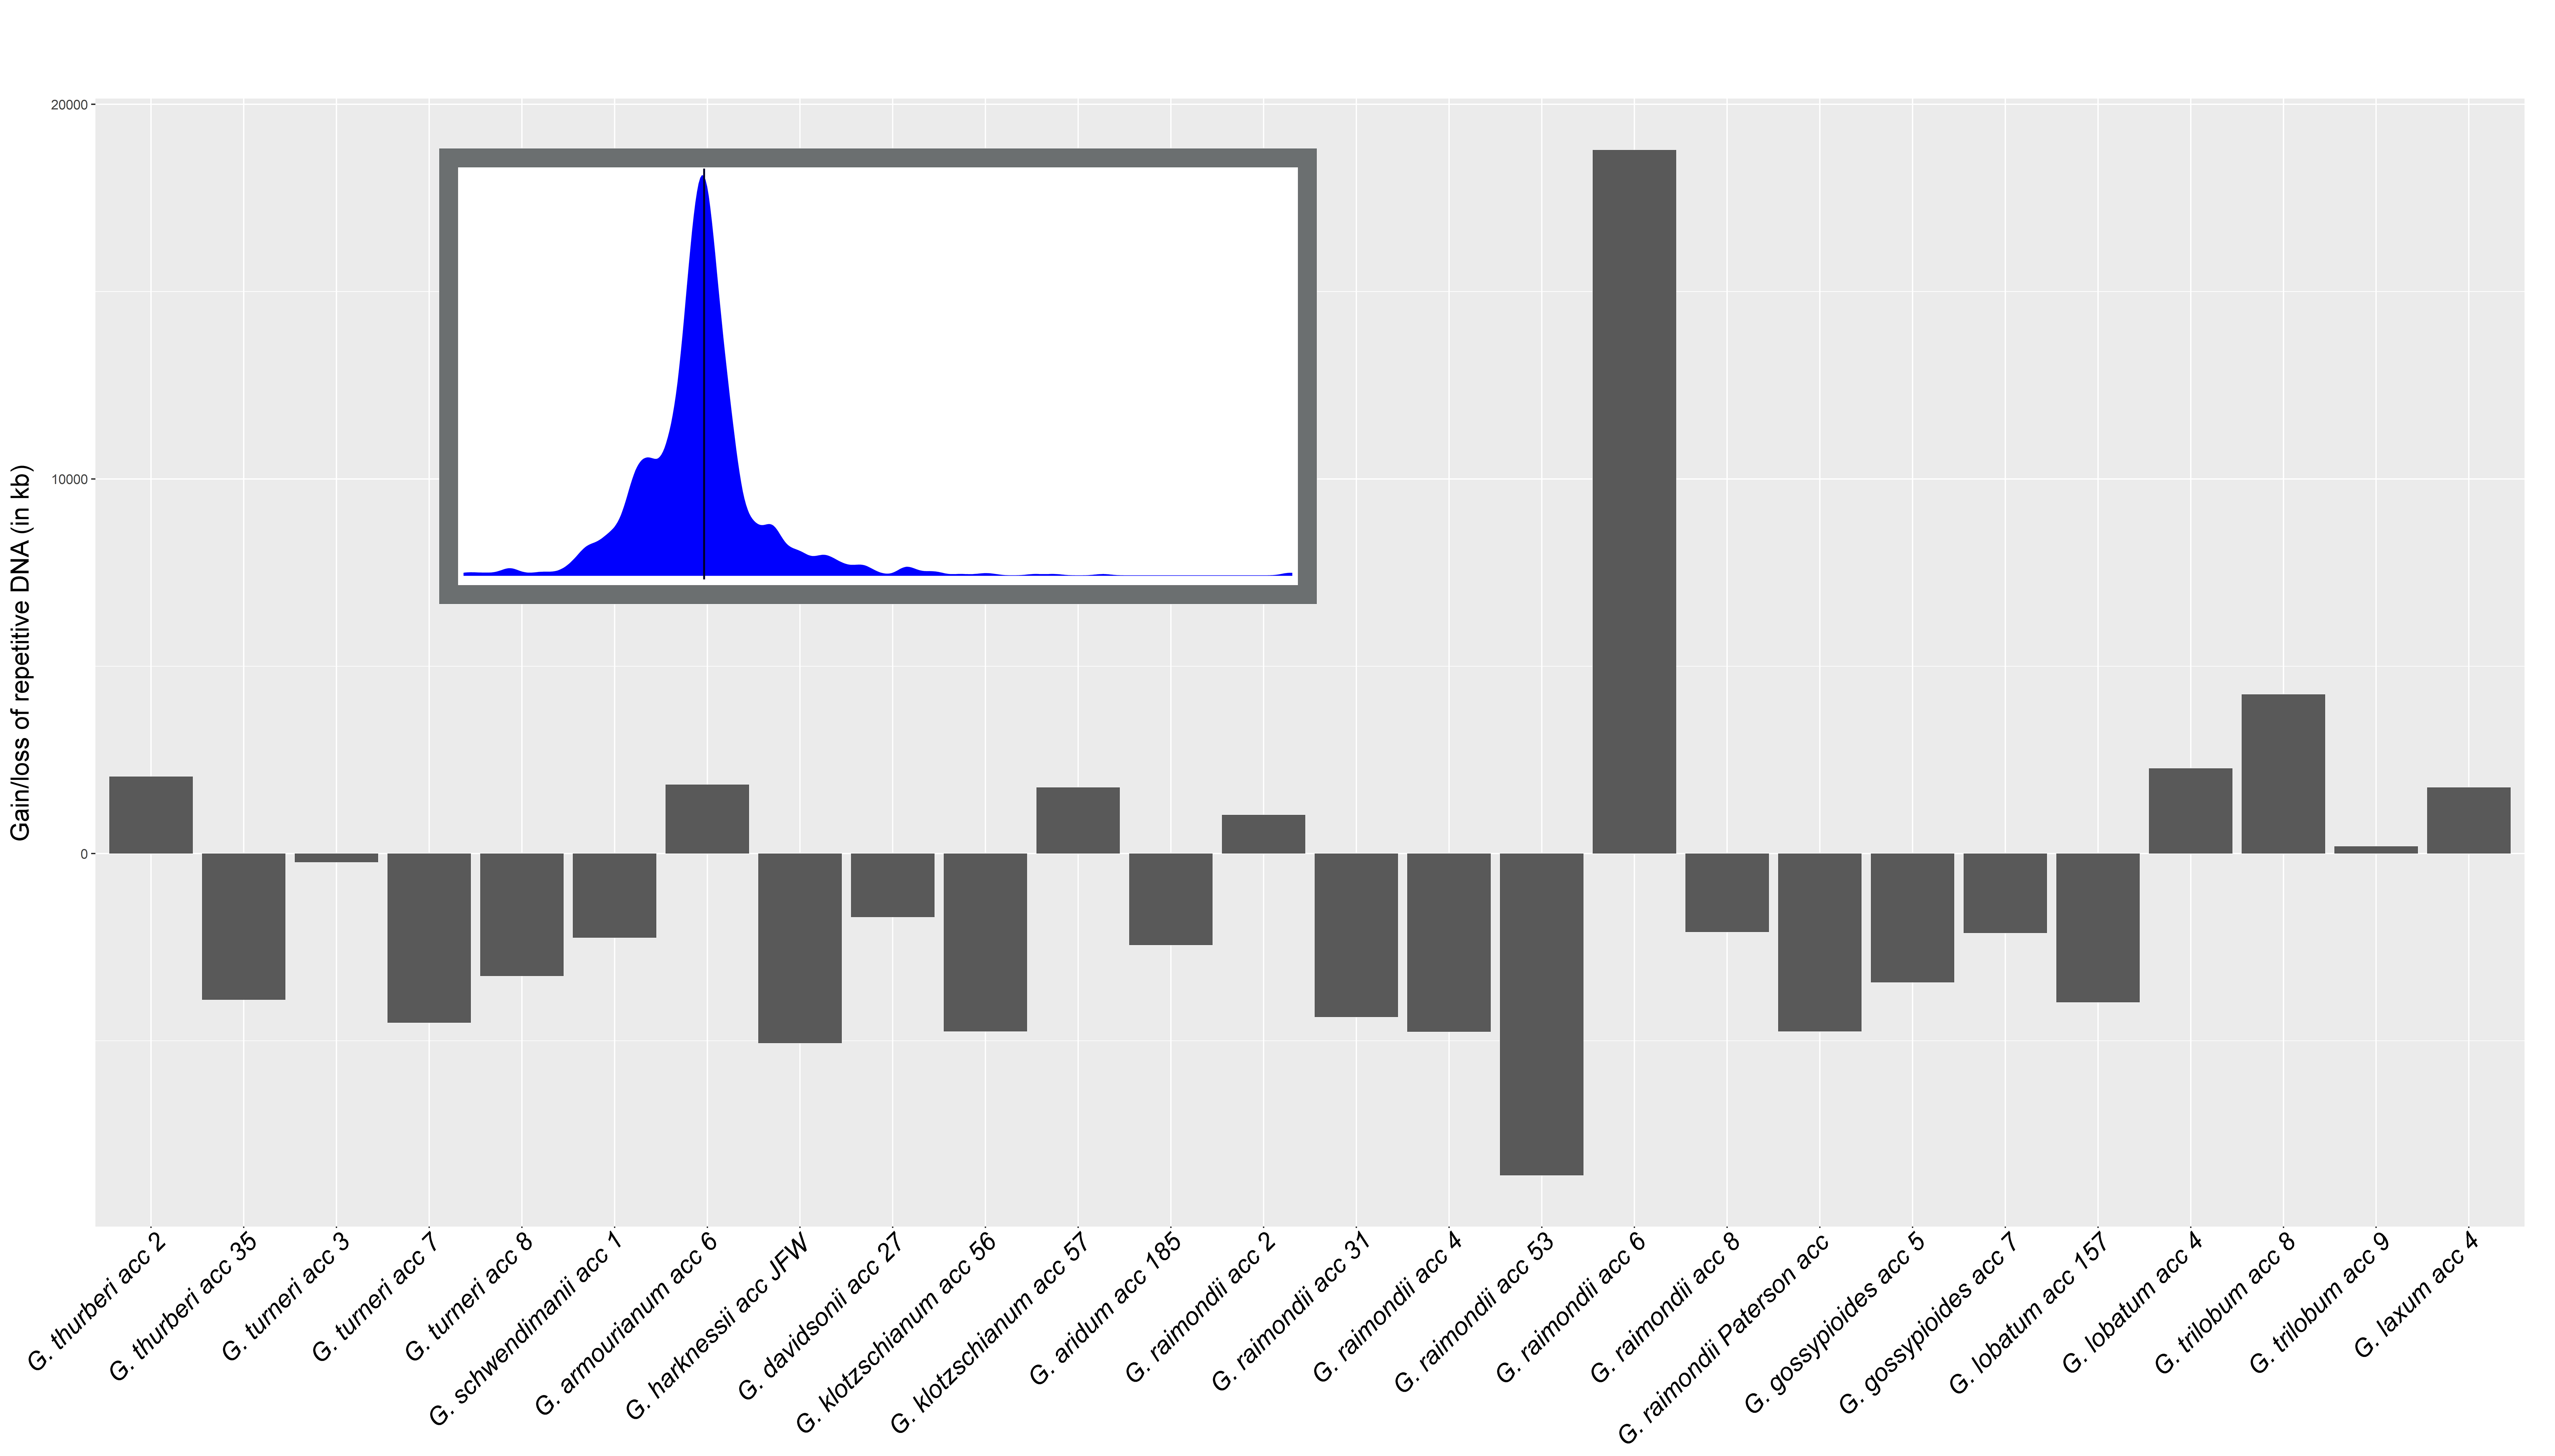 Gain/loss of repetitive DNA (in kb)
20000
10000
0
G. thurberi acc 2
G. thurberi acc 35
G. turneri acc 3
G. turneri acc 7
G. turneri acc 8
G. schwendimanii acc 1
G. armourianum acc 6
G. harknessii acc JFW
G. davidsonii acc 27
G. klotzschianum acc 56
G. klotzschianum acc 57
G. aridum acc 185
G. raimondii acc 2
G. raimondii acc 31
G. raimondii acc 4
G. raimondii acc 53
G. raimondii acc 6
G. raimondii acc 8
G. raimondii Paterson acc
G. gossypioides acc 5
G. gossypioides acc 7
G. lobatum acc 157
G. lobatum acc 4
G. trilobum acc 8
G. trilobum acc 9
G. laxum acc 4